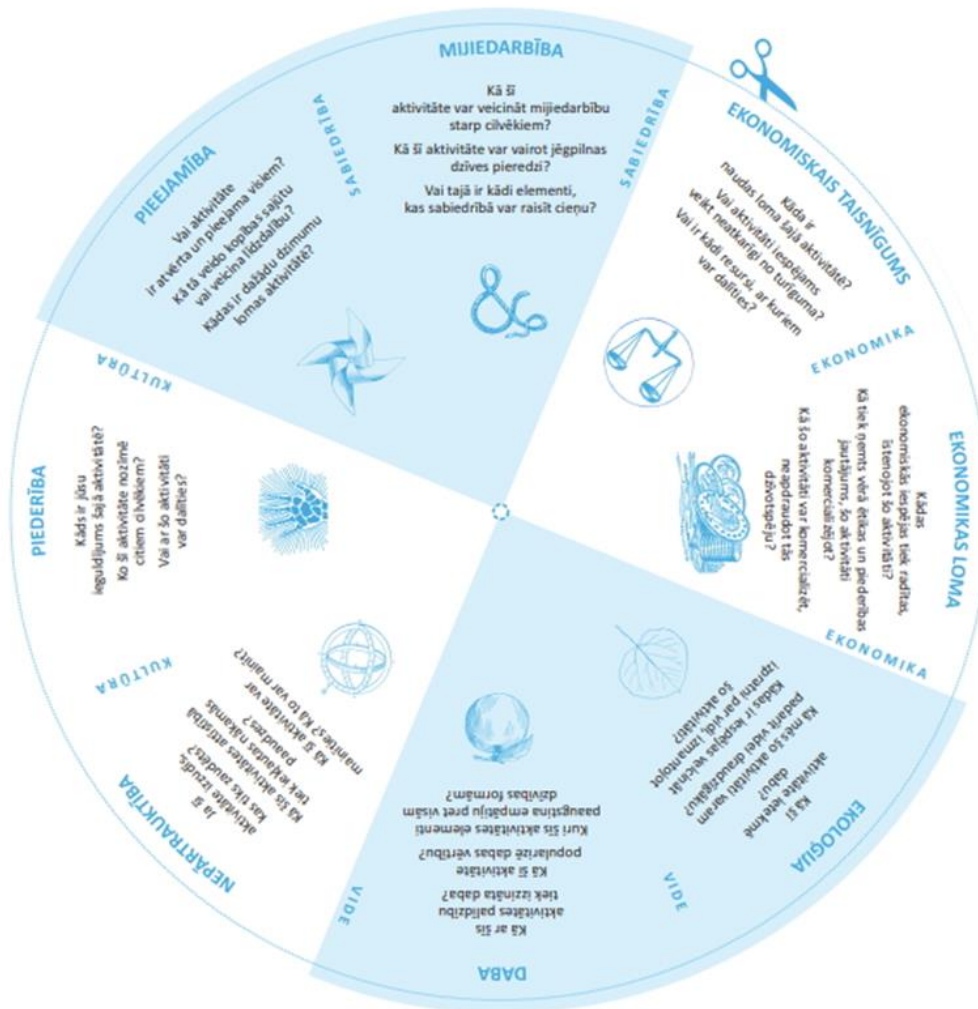 MIJIEDARBĪBA
Kā šī
aktivitāte var veicināt mijiedarbību
starp cilvēkiem?
Kā šī aktivitāte var vairot jēgpilnas
dzīves pieredzi?
Vai tajā ir kādi elementi,
kas sabiedrībā var raisīt cieņu?
SABIEDRĪBA
EKONOMISKAIS TAISNĪGUMS
Kāda ir
naudas loma šajā aktivitātē?
Vai aktivitāti iespējams
veikt neatkarīgi no turīguma?
Vai ir kādi resursi, ar kuriem
var dalīties?
EKONOMIKA
EKONOMIKAS LOMA
Kādas
ekonomiskās iespējas tiek radītas,
īstenojot šo aktivitāti?
Kā tiek ņemts vērā ētikas un piederības
jautājums, šo aktivitāti
komercializējot?
Kā šo aktivitāti var komercializēt,
neapdraudot tās
dzīvotspēju?
EKONOMIKA
EKOLOĢIJA
Kā šī
aktivitāte ietekmē
dabu?
Kā mēs šo aktivitāti varam
padarīt videi draudzīgāku?
Kādas ir iespējas veicināt
izpratni par vidi, izmantojot
šo aktivitāti?
VIDE
DABA
Kā ar šīs
aktivitātes palīdzību
tiek izzināta daba?
Kā šī aktivitāte
popularizē dabas vērtību?
Kuri šīs aktivitātes elementi
paaugstina empātiju pret visām
dzīvības formām?
VIDE
NEPĀRTRAUKTĪBA
Ja šī
aktivitāte izzudīs,
kas tiks zaudēts?
Kā šīs aktivitātes attīstībā
tiek iekļautas nākamās
paaudzes?
Kā šī aktivitāte var
mainīties? Kā to var mainīt?
KULTŪRA
PIEDERĪBA
Kāds ir jūsu
ieguldījums šajā aktivitātē?
Ko šī aktivitāte nozīmē
citiem cilvēkiem?
Vai ar šo aktivitāti
var dalīties?
KULTŪRA
PIEEJAMĪBA
Vai aktivitāte
ir atvērta un pieejama visiem?
Kā tā veido kopības sajūtu
vai veicina līdzdalību?
Kādas ir dažādu dzimumu
lomas aktivitātē?
SABIEDRĪBA